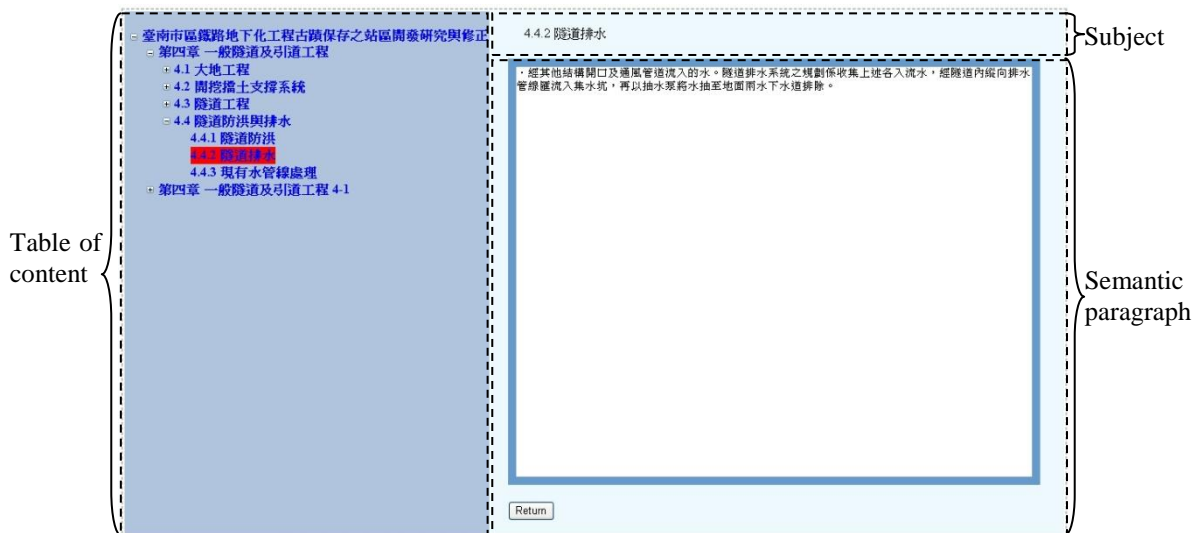 臺南市區鐵路地下化工程古蹟保存之站區開發研究與修正
第四章 一般隧道及引道工程
4.1 大地工程
4.2 開挖擋土支撐系統
4.3 隧道工程
4.4 隧道防洪與排水
4.4.1 隧道防洪
4.4.2 隧道排水
4.4.3 現有水管線處理
第四章 一般隧道及引道工程 4-1
Table of
content
4.4.2 隧道排水
Subject
・經其他結構開口及通風管道流入的水。隧道排水系統之規劃係收集上述各入流水，經隧道內縱向排水
管線匯流入集水坑，再以抽水泵將水抽至地面雨水下水道排除。
Semantic
paragraph
Return